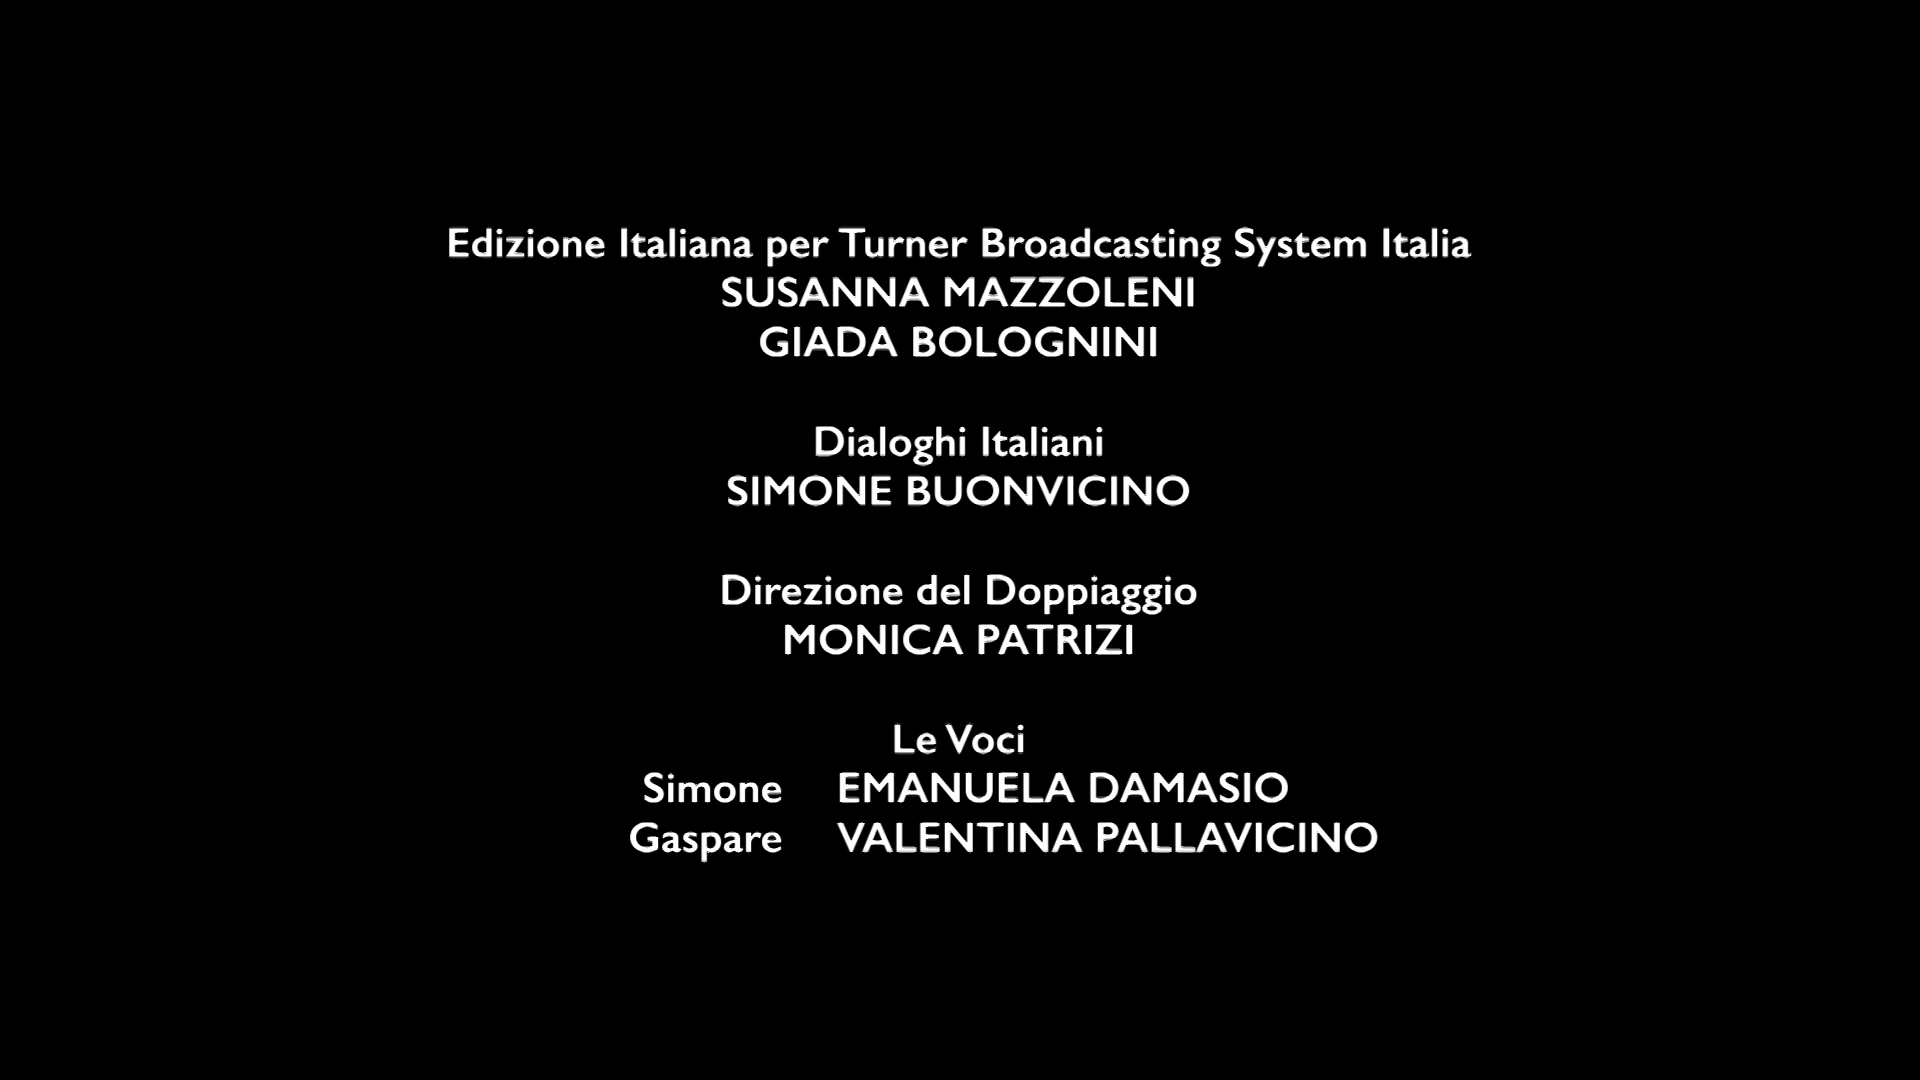 Edizione Italiana per Turner Broadcasting System Italia
SUSANNA MAZZOLENI
GIADA BOLOGNINI
Dialoghi Italiani
SIMONE BUONVICINO
Direzione del Doppiaggio
MONICA PATRIZI
Le Voci
Simone EMANUELA DAMASIO
Gaspare VALENTINA PALLAVICINO